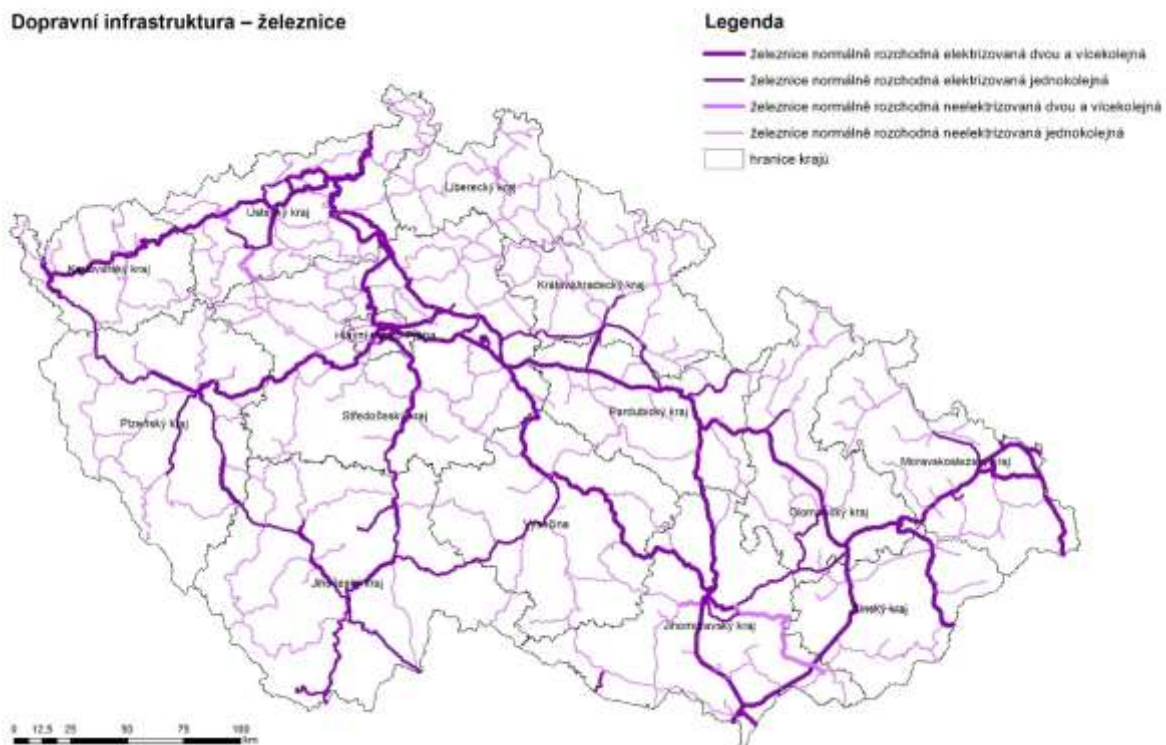 Dopravní infrastruktura – železnice
Legenda
železnice normálně rozchodná elektrizovaná dvou a vícekolejná
železnice normálně rozchodná elektrizovaná jednokolejná
železnice normálně rozchodná neelektrizovaná dvou a vícekolejná
železnice normálně rozchodná neelektrizovaná jednokolejná
hranice krajů
Liberecký kraj
kraj
Karlovarský kraj
Královéhradecký kraj
Hlavní
Středočeský kraj
Pardubický kraj
Plzeňský kraj
kraj
Olomoucký kraj
Vysočina
Jihočeský kraj
Jihomoravský kraj
kraj
0 12,5 25 50 75 100
km